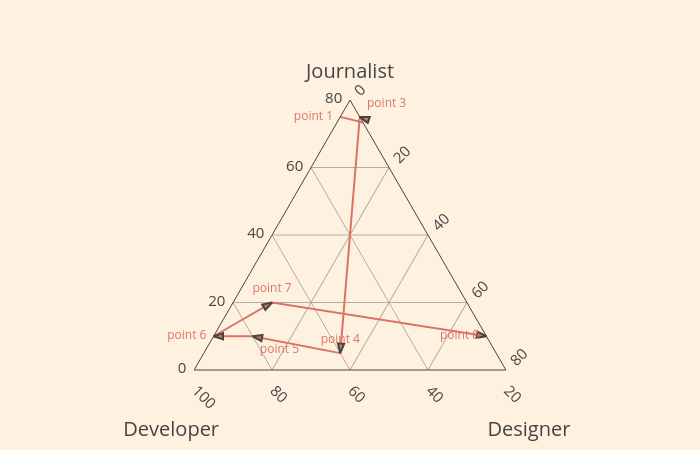 Journalist
80
0
point 3
point 1
60
20
40
40
point 7
60
20
point 6
point 4
point 8
point 5
0
80
100
80
60
40
20
Developer
Designer